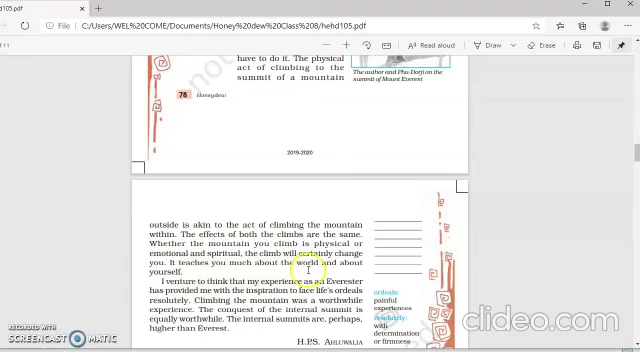 hehd105.pdf
File | C:/Users/WEL%20COME/Documents/Honey%20dew%20Class%208/hehd105.pdf
of 11
Read aloud
Draw
Erase
have to do it. The physical
act of climbing to the
summit of a mountain
The author and Phu-Dorji on the
summit of Mount Everest
78 Honeydew
2019-2020
outside is akin to the act of climbing the mountain
within. The effects of both the climbs are the same.
Whether the mountain you climb is physical or
emotional and spiritual, the climb will certainly change
you. It teaches you much about the world and about
yourself.
I venture to think that my experience as an Everester
has provided me with the inspiration to face life's ordeals
resolutely. Climbing the mountain was a worthwhile
experience. The conquest of the internal summit is
equally worthwhile. The internal summits are, perhaps,
higher than Everest.
H.P.S. AHLUWALIA
ordeals:
painful
experiences
resolutely:
with
determination
or firmness
RECORDED WITH
SCREENCAST MATIC
clideo.com